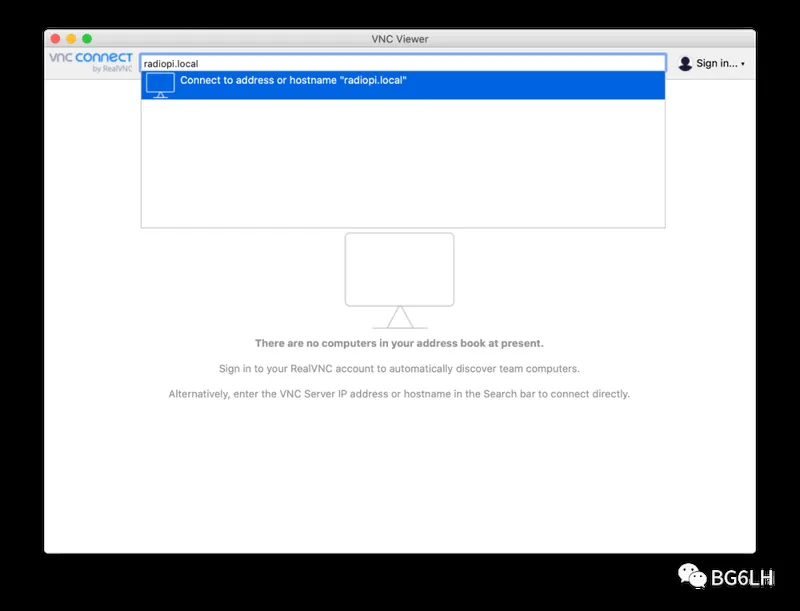 VNC Viewer
vnc connect
by RealVNC
radiopi.local
Sign in...
Connect to address or hostname "radiopi.local"
There are no computers in your address book at present.
Sign in to your RealVNC account to automatically discover team computers.
Alternatively, enter the VNC Server IP address or hostname in the Search bar to connect directly.
BG6LH